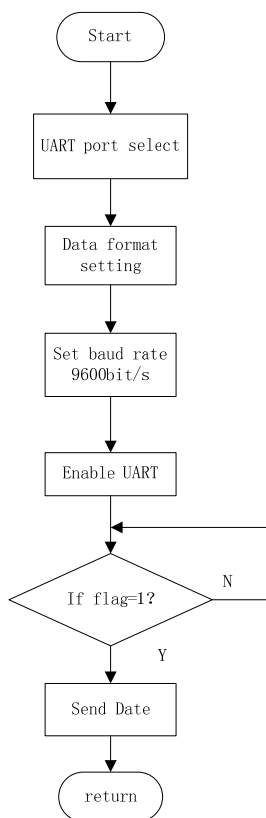 Start
UART port select
Data format
setting
Set baud rate
9600bit/s
Enable UART
If flag=1?
N
Y
Send Date
return